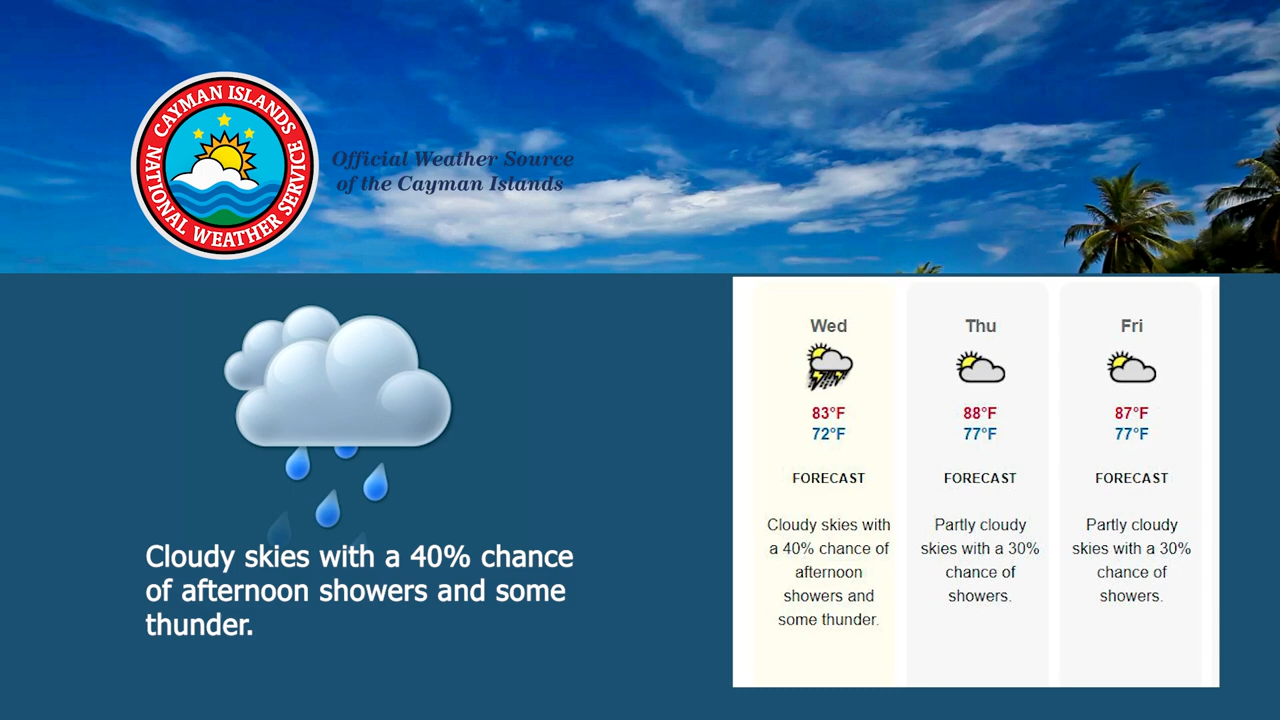 CAYMAN ISLANDS
NATIONAL WEATHER SERVICE
Official Weather Source
of the Cayman Islands
Cloudy skies with a 40% chance
of afternoon showers and some
thunder.
Wed
83°F
72°F
FORECAST
Cloudy skies with
a 40% chance of
afternoon
showers and
some thunder.
Thu
88°F
77°F
FORECAST
Partly cloudy
skies with a 30%
chance of
showers.
Fri
87°F
77°F
FORECAST
Partly cloudy
skies with a 30%
chance of
showers.